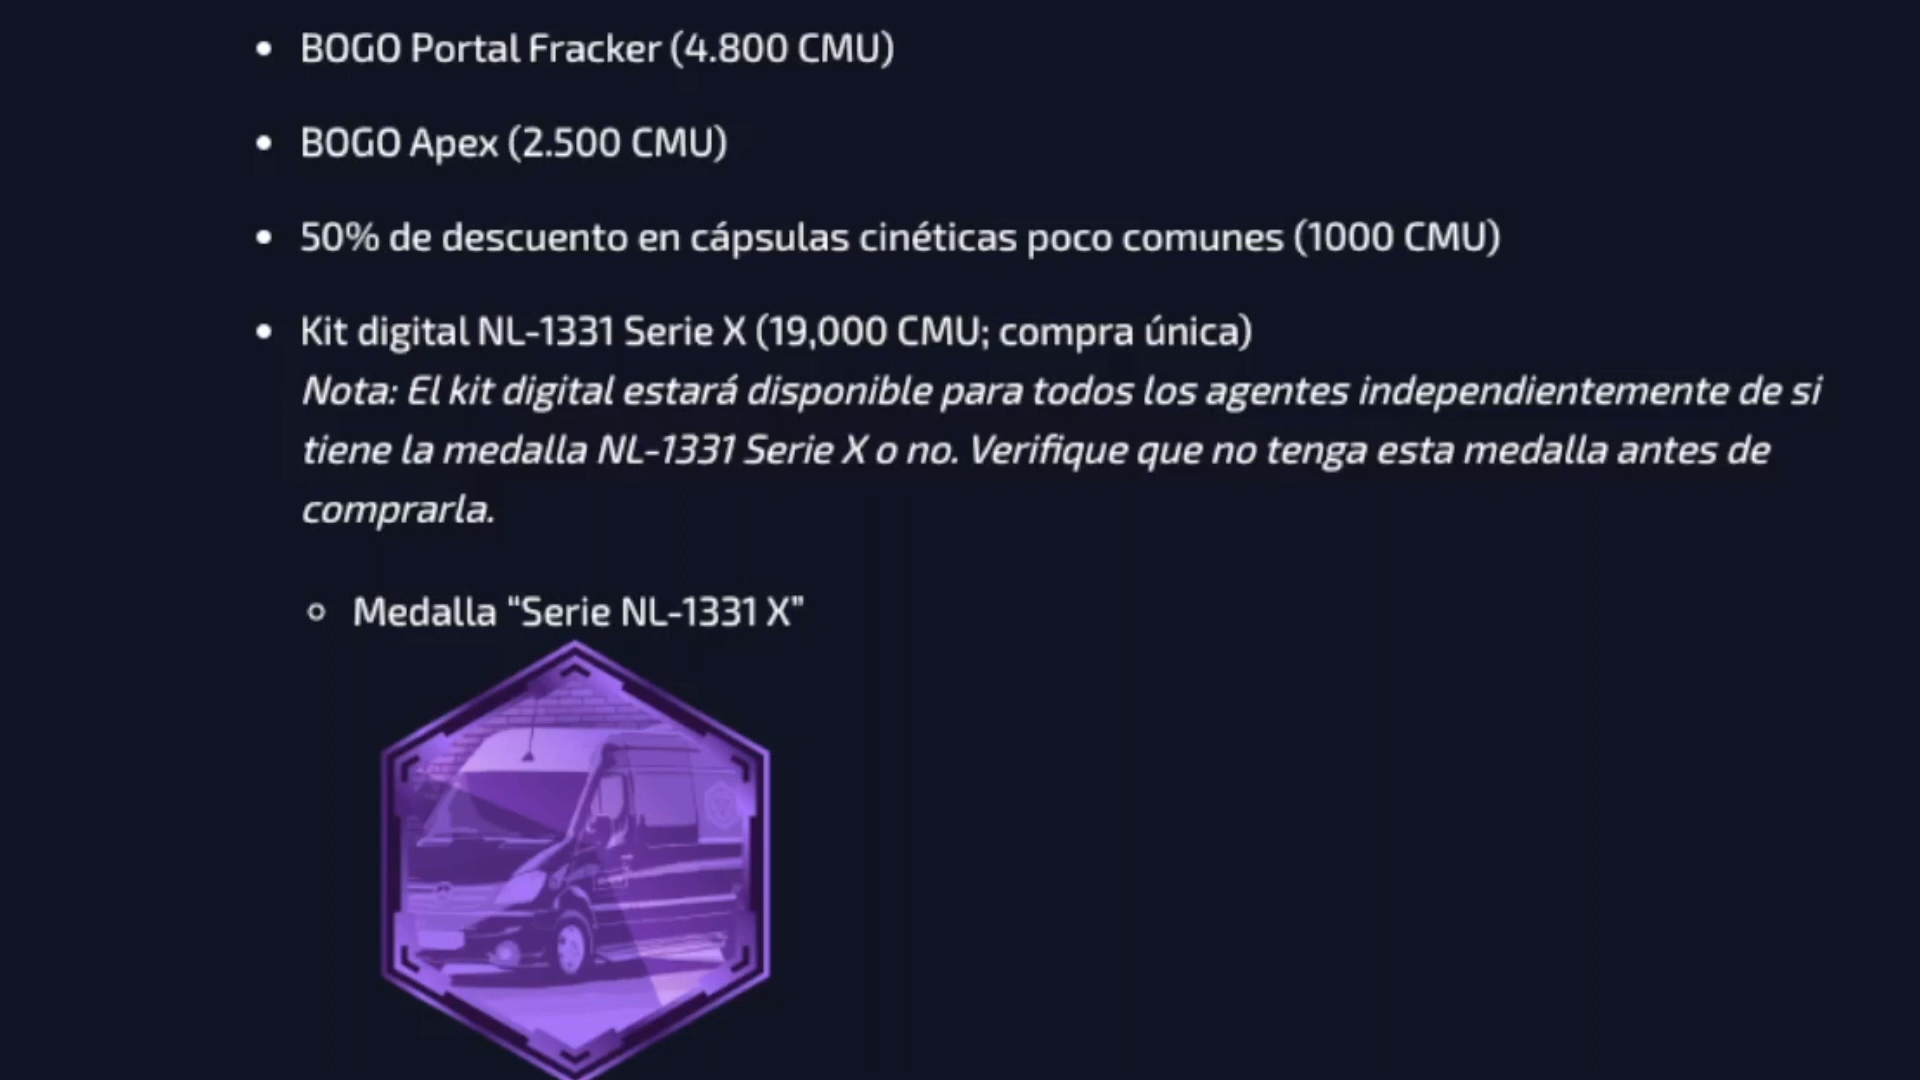 BOGO Portal Fracker (4.800 CMU)
BOGO Apex (2.500 CMU)
50% de descuento en cápsulas cinéticas poco comunes (1000 CMU)
Kit digital NL-1331 Serie X (19,000 CMU; compra única)
Nota: El kit digital estará disponible para todos los agentes independientemente de si
tiene la medalla NL-1331 Serie X o no. Verifique que no tenga esta medalla antes de
comprarla.
Medalla “Serie NL-1331 X”